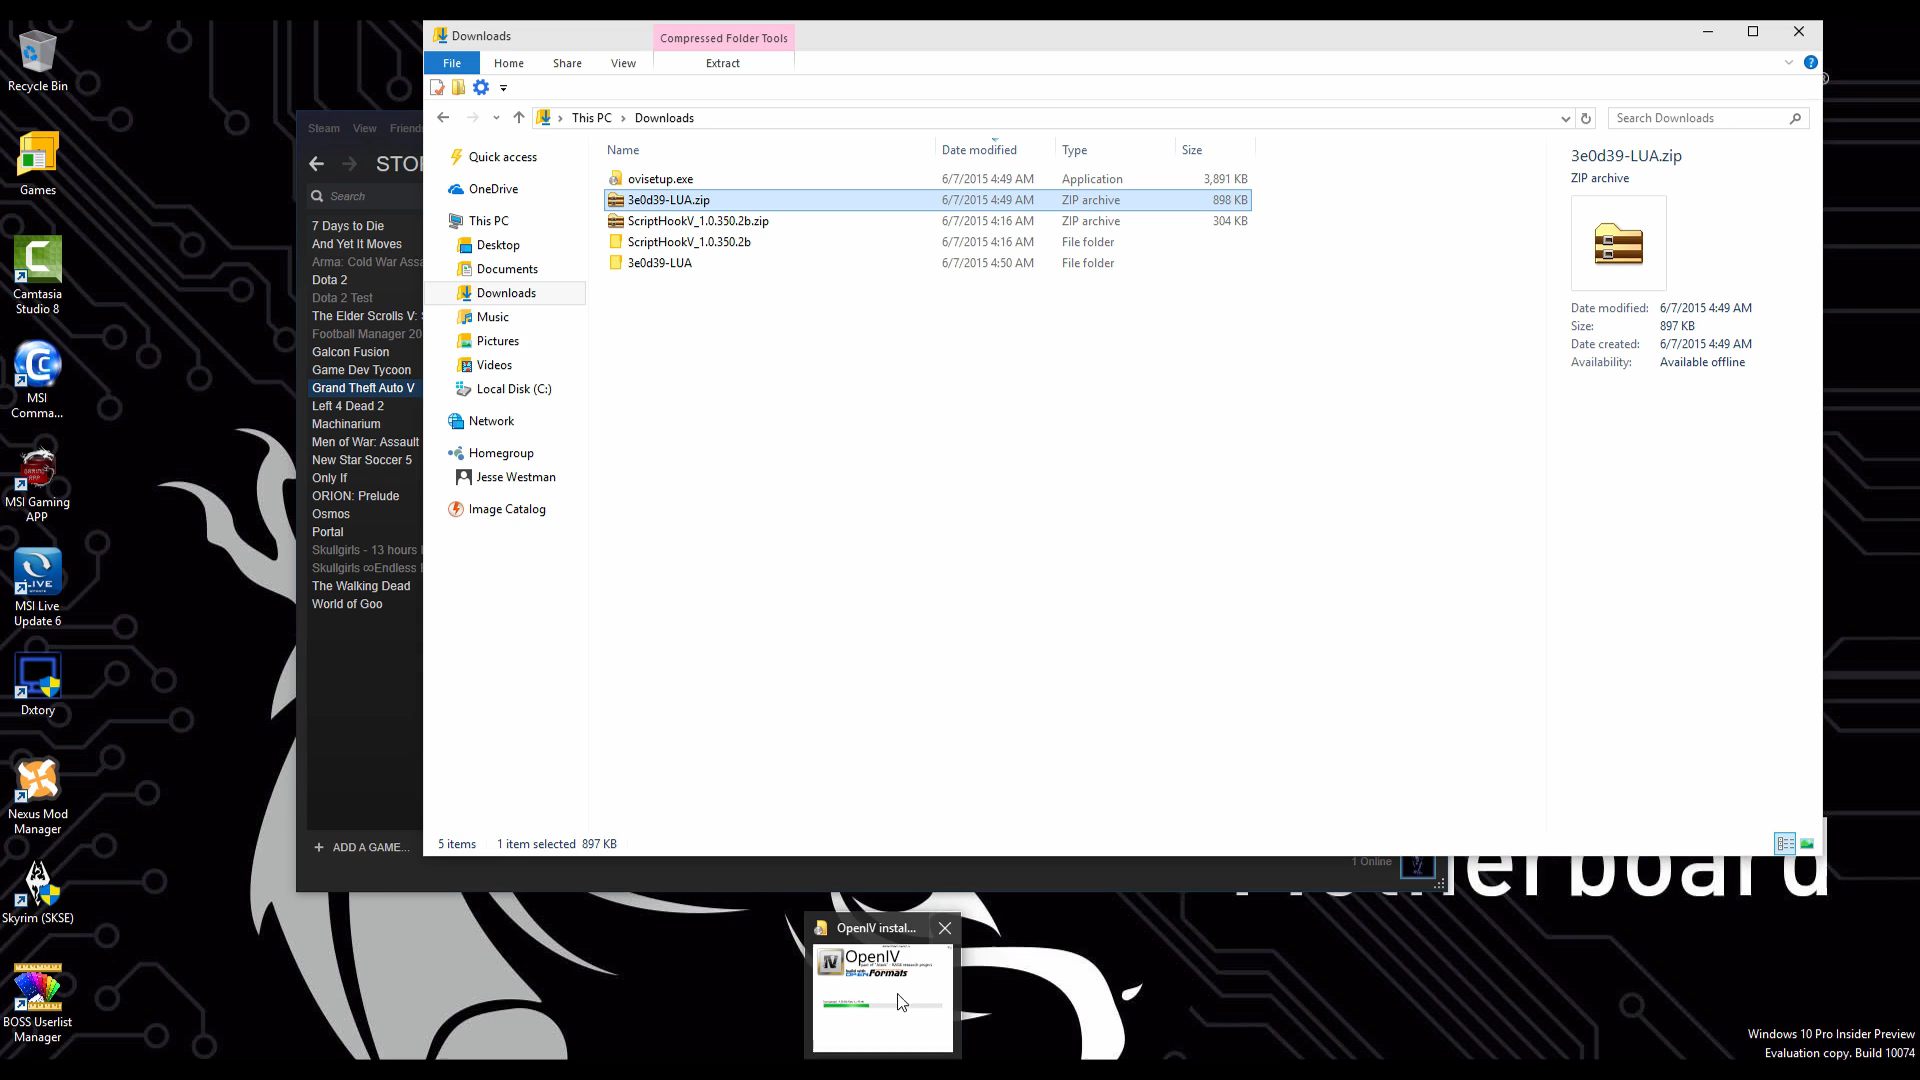 Recycle Bin
Games
Camtasia
Studio 8
MSI
Comma...
MSI Gaming
APP
LIVE
MSI Live
Update 6
Dxtory
Nexus Mod
Manager
Skyrim (SKSE)
BOSS Userlist
Manager
Steam View Friend
STO
Search
7 Days to Die
And Yet It Moves
Arma: Cold War Assa
Dota 2
Dota 2 Test
The Elder Scrolls V: S
Football Manager 20
Galcon Fusion
Game Dev Tycoon
Grand Theft Auto V
Left 4 Dead 2
Machinarium
Men of War: Assault
New Star Soccer 5
Only If
ORION: Prelude
Osmos
Portal
Skullgirls - 13 hours
Skullgirls ∞Endless
The Walking Dead
World of Goo
+ ADD A GAME...
1 Online
Downloads
Compressed Folder Tools
File Home Share View Extract
This PC > Downloads
Search Downloads
Quick access
OneDrive
This PC
Desktop
Documents
Downloads
Music
Pictures
Videos
Local Disk (C:)
Network
Homegroup
Jesse Westman
Image Catalog
Name Date modified Type Size
ovisetup.exe 6/7/2015 4:49 AM Application 3,891 KB
3e0d39-LUA.zip 6/7/2015 4:49 AM ZIP archive 898 KB
ScriptHookV_1.0.350.2b.zip 6/7/2015 4:16 AM ZIP archive 304 KB
ScriptHookV_1.0.350.2b 6/7/2015 4:16 AM File folder
3e0d39-LUA 6/7/2015 4:50 AM File folder
3e0d39-LUA.zip
ZIP archive
Date modified: 6/7/2015 4:49 AM
Size: 897 KB
Date created: 6/7/2015 4:49 AM
Availability: Available offline
5 items 1 item selected 897 KB
OpenIV instal...
IV OpenIV
OPENFormats
erboard
Windows 10 Pro Insider Preview
Evaluation copy. Build 10074